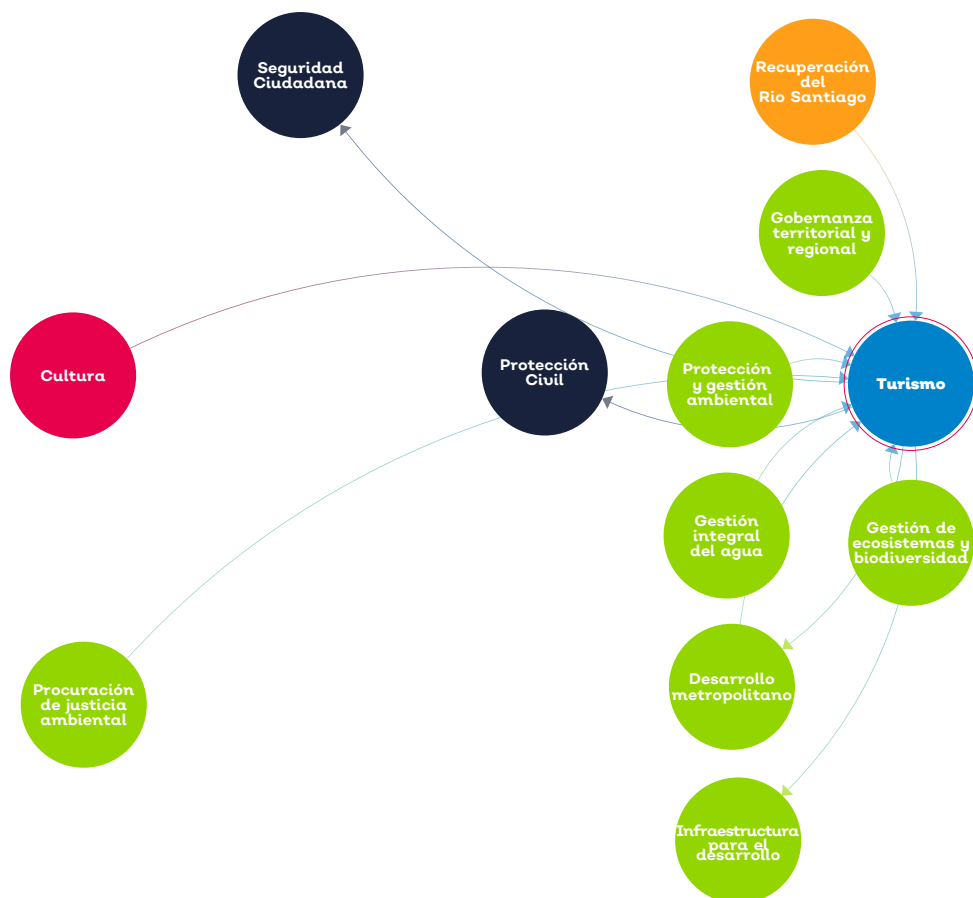 Seguridad
Ciudadana
Recuperación
del
Rio Santiago
Gobernanza
territorial y
regional
Cultura
Protección
Civil
Protección
y gestión
ambiental
Turismo
Gestión
integral
del agua
Gestión de
ecosistemas y
biodiversidad
Procuración
de justicia
ambiental
Desarrollo
metropolitano
Infraestructura
para el
desarrollo